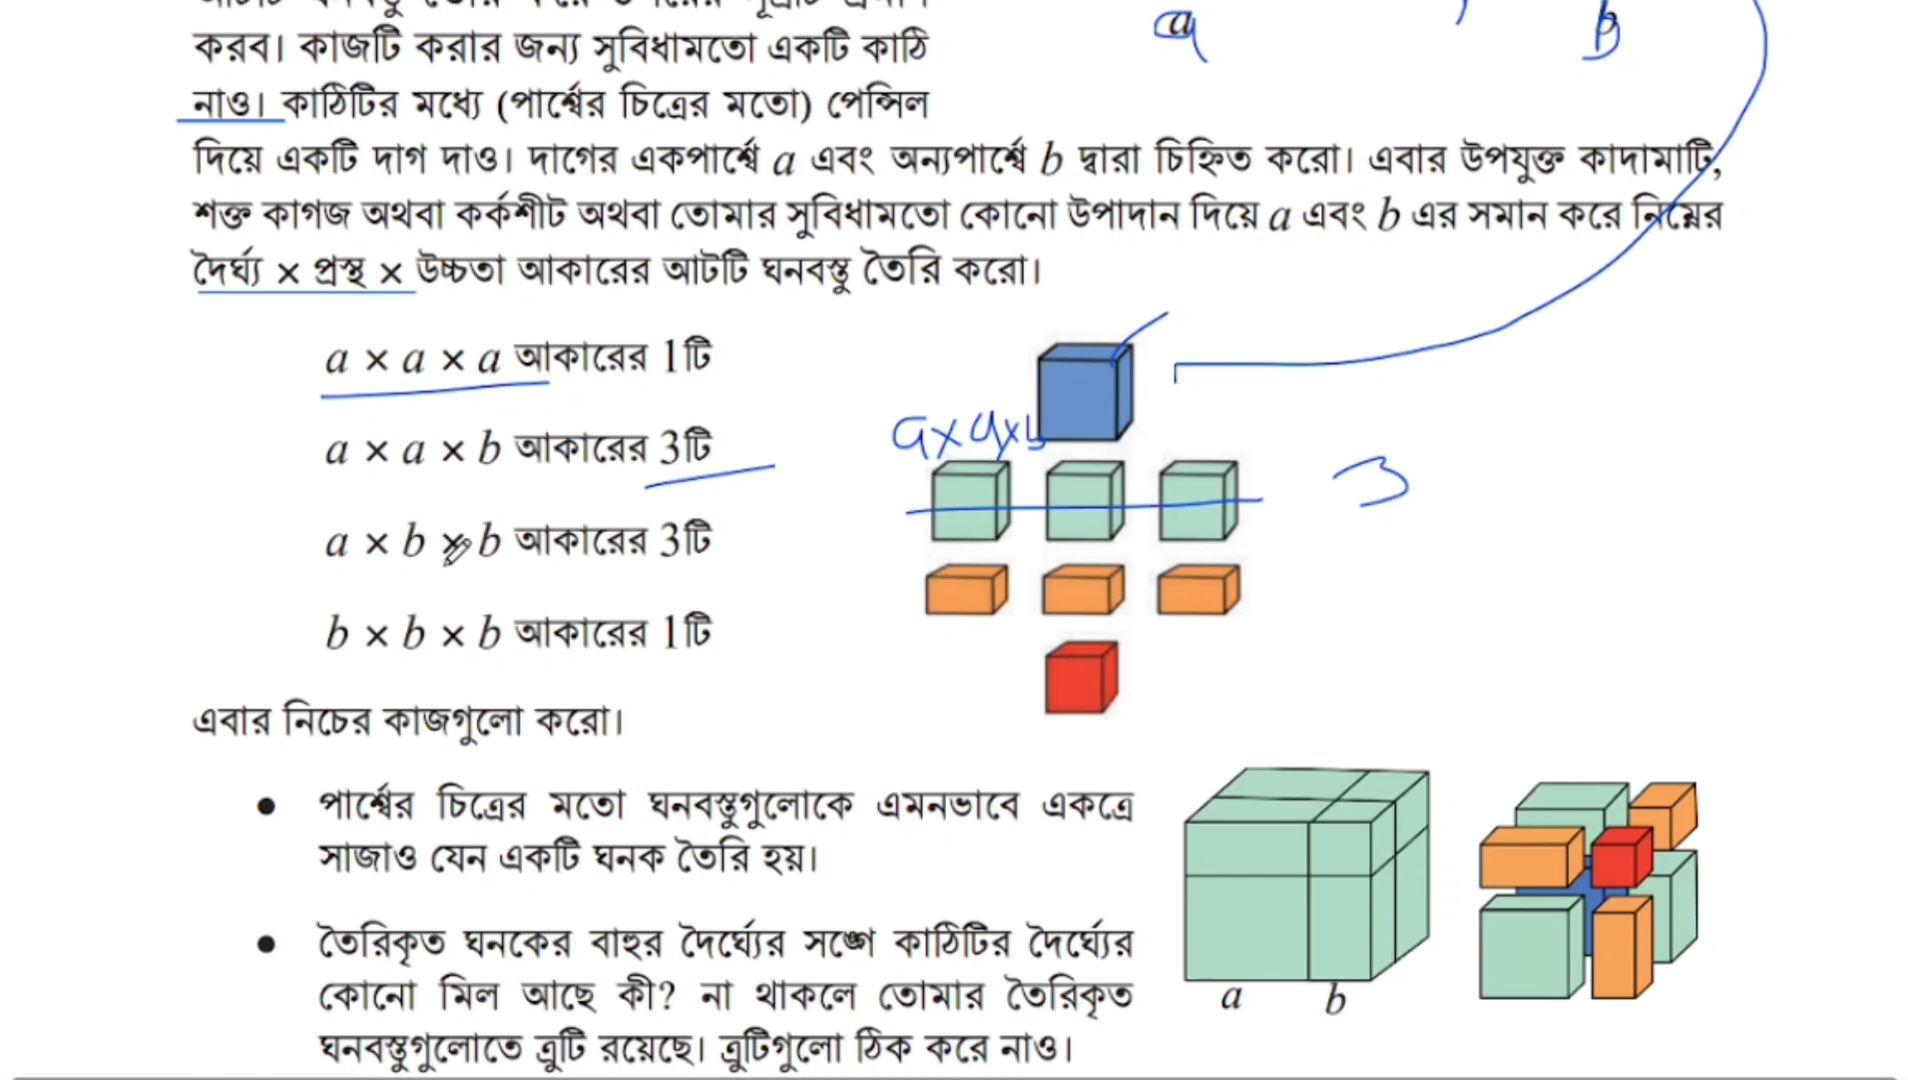 a
b
করব। কাজটি করার জন্য সুবিধামতো একটি কাঠি
নাও। কাঠিটির মধ্যে (পার্শ্বের চিত্রের মতো) পেন্সিল
দিয়ে একটি দাগ দাও। দাগের একপার্শ্বে a এবং অন্যপার্শ্বে b দ্বারা চিহ্নিত করো। এবার উপযুক্ত কাদামাটি,
শক্ত কাগজ অথবা কর্কশীট অথবা তোমার সুবিধামতো কোনো উপাদান দিয়ে a এবং b এর সমান করে নিম্নের
দৈর্ঘ্য × প্রস্থ × উচ্চতা আকারের আটটি ঘনবস্তু তৈরি করো।
a × a × a আকারের 1টি
a × a × b আকারের 3টি
a × b × b আকারের 3টি
b × b × b আকারের 1টি
a×a×b
3
এবার নিচের কাজগুলো করো।
● পার্শ্বের চিত্রের মতো ঘনবস্তুগুলোকে এমনভাবে একত্রে
সাজাও যেন একটি ঘনক তৈরি হয়।
● তৈরিকৃত ঘনকের বাহুর দৈর্ঘ্যের সঙ্গে কাঠিটির দৈর্ঘ্যের
কোনো মিল আছে কী? না থাকলে তোমার তৈরিকৃত
ঘনবস্তুগুলোতে ত্রুটি রয়েছে। ত্রুটিগুলো ঠিক করে নাও।
a b